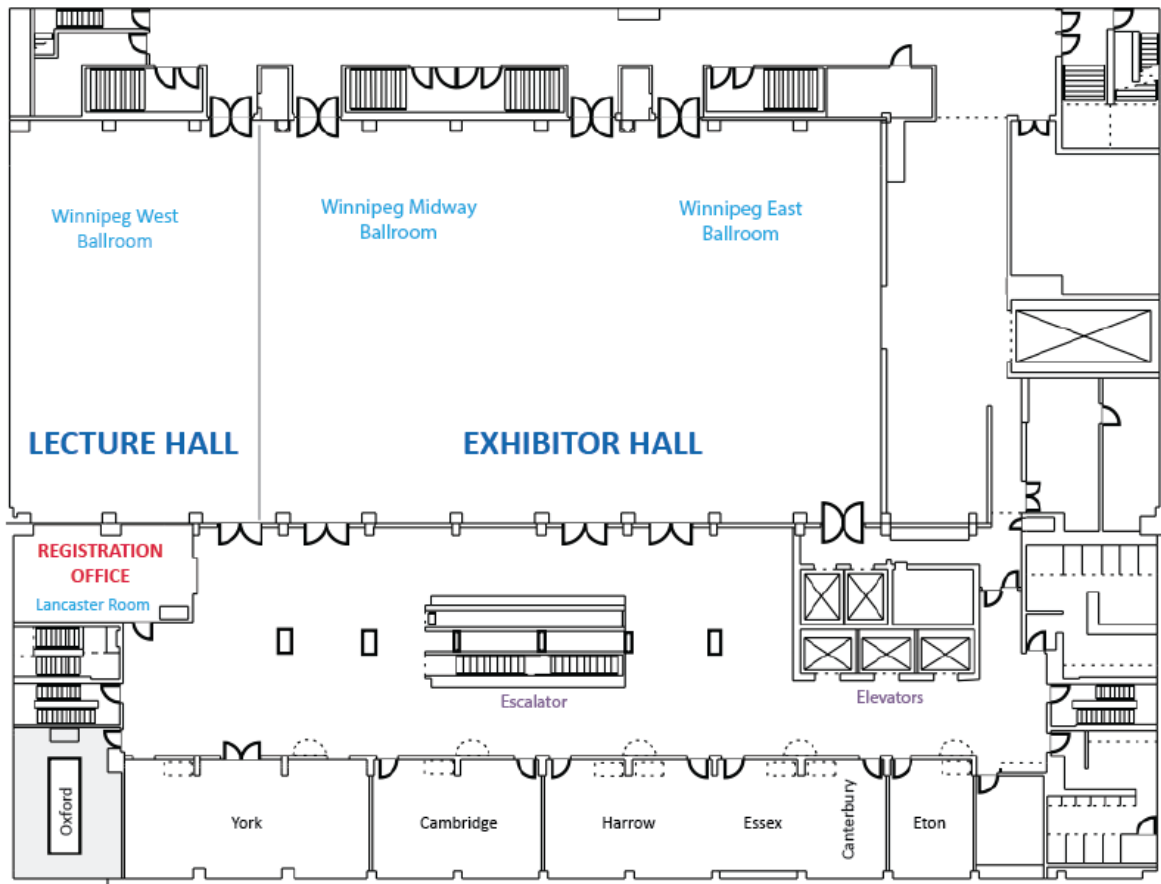 Winnipeg West
Ballroom
Winnipeg Midway
Ballroom
Winnipeg East
Ballroom
LECTURE HALL
EXHIBITOR HALL
REGISTRATION
OFFICE
Lancaster Room
Escalator
Elevators
Oxford
York
Cambridge
Harrow
Essex
Canterbury
Eton